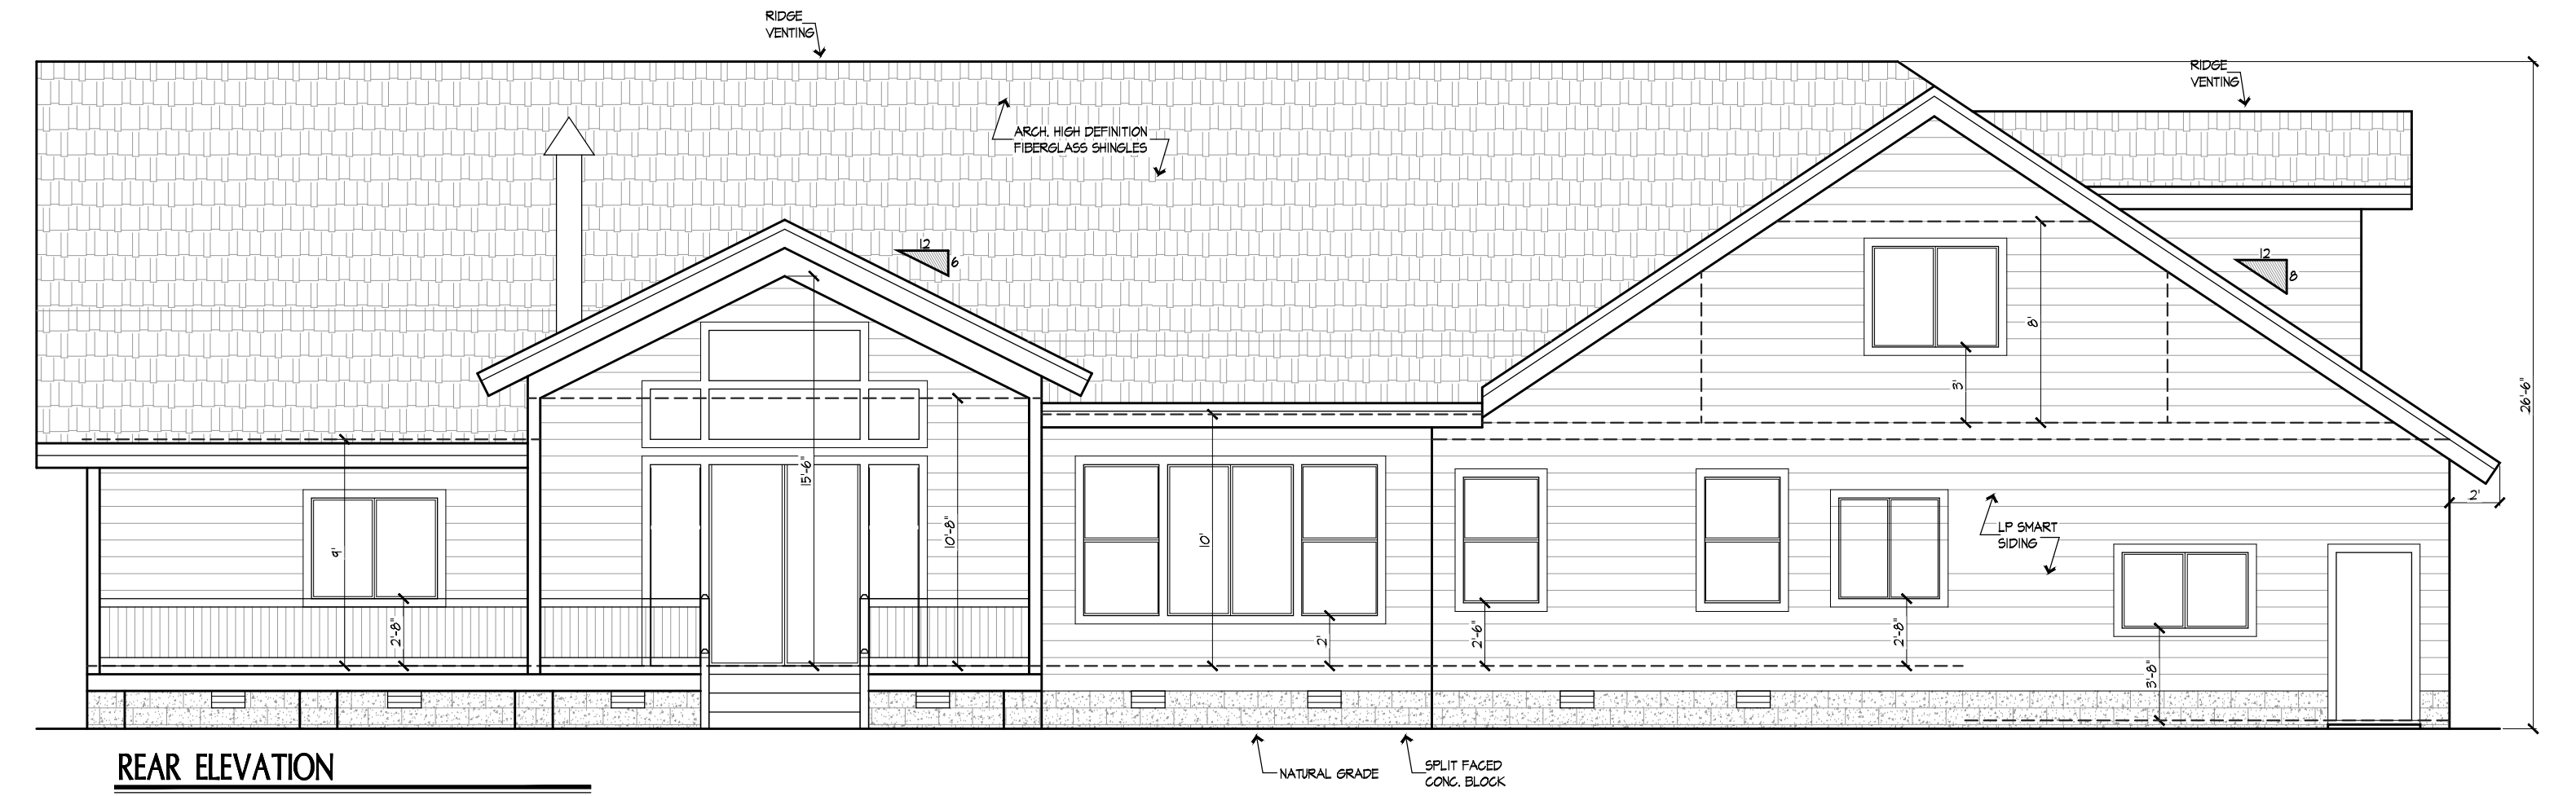 RIDGE
VENTING
RIDGE
VENTING
ARCH. HIGH DEFINITION
FIBERGLASS SHINGLES
12
6
12
8
8'
3'
26'-6"
15'-6"
10'-8"
9'
2'-8"
10'
2'
2'-6"
2'-8"
3'-8"
2'
LP SMART
SIDING
REAR ELEVATION
NATURAL GRADE
SPLIT FACED
CONC. BLOCK